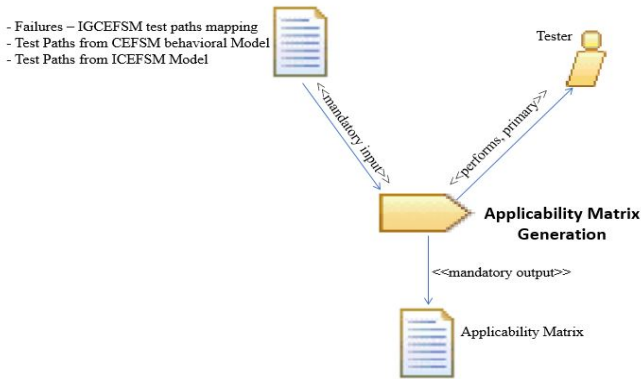 - Failures – IGCEFSM test paths mapping
- Test Paths from CEFSM behavioral Model
- Test Paths from ICEFSM Model
Tester
<<mandatory input>>
<<performs, primary>>
Applicability Matrix
Generation
<<mandatory output>>
Applicability Matrix